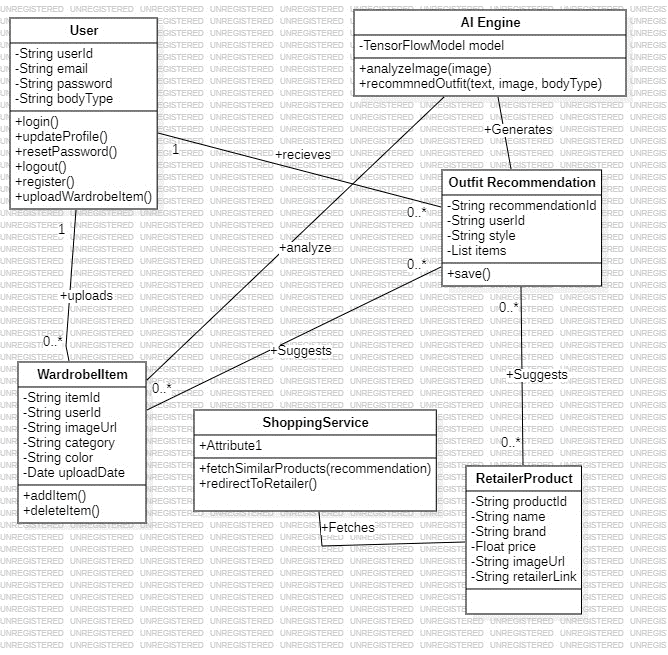 User
-String userId
-String email
-String password
-String bodyType
+login()
+updateProfile()
+resetPassword()
+logout()
+register()
+uploadWardrobeItem()
AI Engine
-TensorFlowModel model
+analyzeImage(image)
+recommnedOutfit(text, image, bodyType)
+Generates
1
+recieves
Outfit Recommendation
-String recommendationId
-String userId
-String style
-List items
+save()
0..*
1
+analyze
0..*
+uploads
0..*
0..*
+Suggests
+Suggests
0..*
WardrobeItem
-String itemId
-String userId
-String imageUrl
-String category
-String color
-Date uploadDate
+addItem()
+deleteItem()
0..*
ShoppingService
+Attribute1
+fetchSimilarProducts(recommendation)
+redirectToRetailer()
0..*
+Fetches
RetailerProduct
-String productId
-String name
-String brand
-Float price
-String imageUrl
-String retailerLink
UNREGISTERED